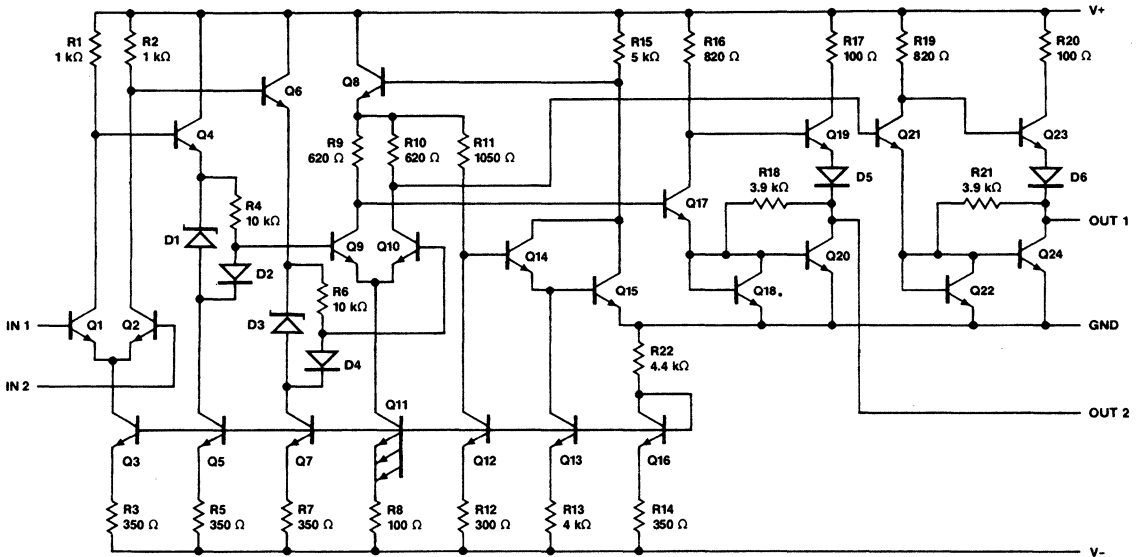 V+
R1
1 kΩ
R2
1 kΩ
Q4
Q6
Q8
R15
5 kΩ
R16
820 Ω
R17
100 Ω
R19
820 Ω
R20
100 Ω
R9
620 Ω
R10
620 Ω
R11
1050 Ω
Q19
Q21
Q23
R4
10 kΩ
R18
3.9 kΩ
D5
R21
3.9 kΩ
D6
Q17
OUT 1
D1
D2
Q9
Q10
Q14
Q20
Q24
R6
10 kΩ
Q15
Q18.
Q22
IN 1
Q1
Q2
D3
D4
GND
R22
4.4 kΩ
IN 2
Q11
OUT 2
Q3
Q5
Q7
Q12
Q13
Q16
R3
350 Ω
R5
350 Ω
R7
350 Ω
R8
100 Ω
R12
300 Ω
R13
4 kΩ
R14
350 Ω
V–